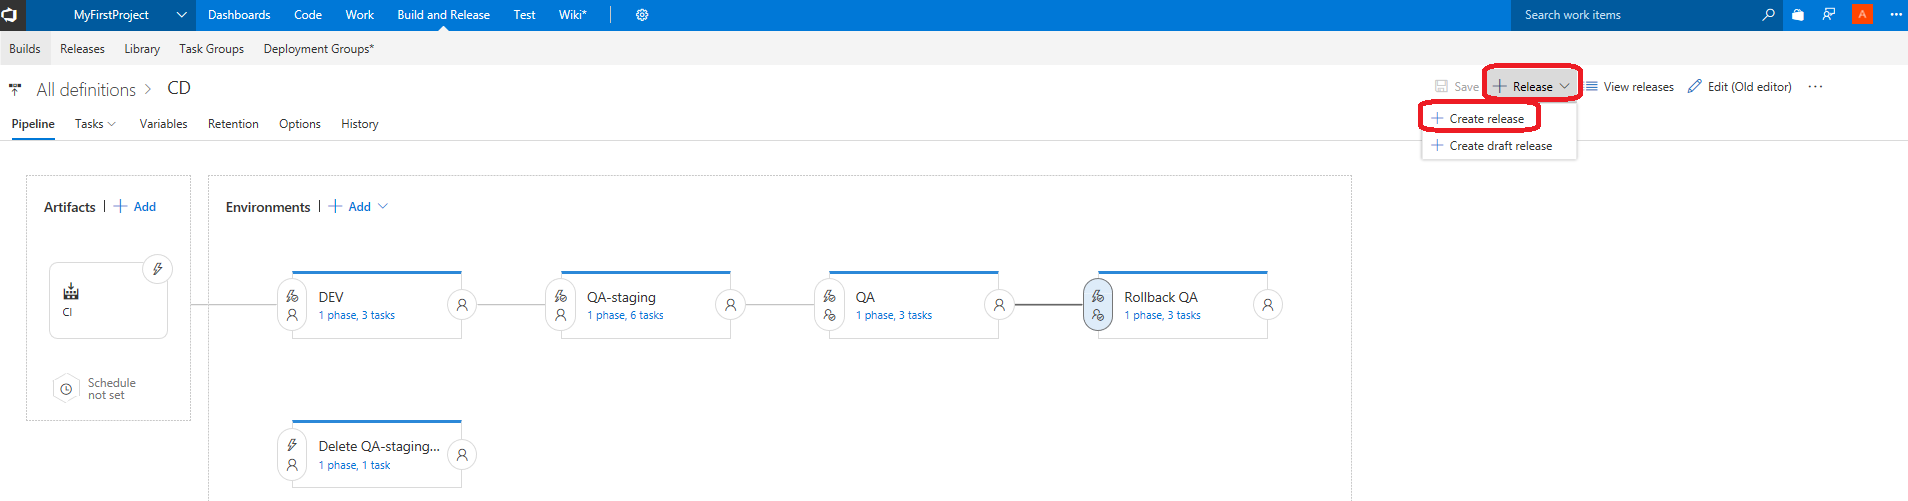 MyFirstProject Dashboards Code Work Build and Release Test Wiki* Search work items A
Builds Releases Library Task Groups Deployment Groups*
All definitions > CD Save Release View releases Edit (Old editor) ...
Pipeline Tasks Variables Retention Options History
Create release
Create draft release
Artifacts | + Add
Environments | + Add
CI
Schedule
not set
DEV
1 phase, 3 tasks
QA-staging
1 phase, 6 tasks
QA
1 phase, 3 tasks
Rollback QA
1 phase, 3 tasks
Delete QA-staging...
1 phase, 1 task